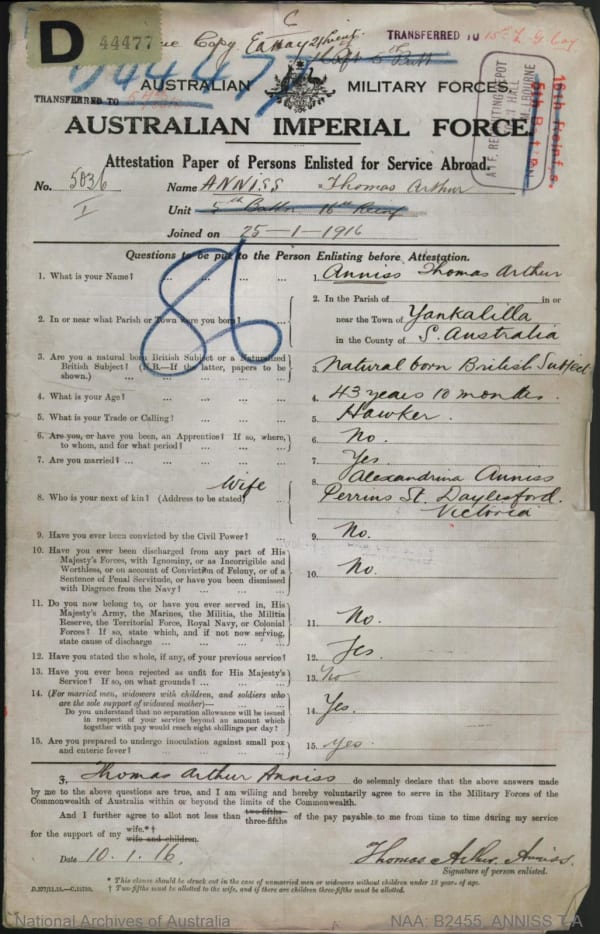 C
D 44477
True Copy
TRANSFERRED TO 15th L. G. Coy.
TRANSFERRED TO
AUSTRALIAN MILITARY FORCES.
AUSTRALIAN IMPERIAL FORCE.
A.I.F. RECRUITING DEPOT
MELBOURNE
16th Reinfts.
5th Battn
Attestation Paper of Persons Enlisted for Service Abroad.
No. 5036 Name ANNISS Thomas Arthur
I
Unit 5th Battn 16th Reinf
Joined on 25-1-1916
Questions to be put to the Person Enlisting before Attestation.
86
1. What is your Name? ... 1. Anniss Thomas Arthur
2. In or near what Parish or Town were you born? ... 2. In the Parish of in or
near the Town of Yankalilla
in the County of S. Australia
3. Are you a natural born British Subject or a Naturalized
British Subject? (N.B.—If the latter, papers to be
shown.) ... 3. Natural born British Subject
4. What is your Age? ... 4. 43 years 10 months.
5. What is your Trade or Calling? ... 5. Hawker.
6. Are you, or have you been, an Apprentice? If so, where,
to whom, and for what period? ... 6. No.
7. Are you married? ... 7. Yes.
Wife
8. Who is your next of kin? (Address to be stated) 8. Alexandrina Anniss
Perrins St. Daylesford.
Victoria
9. Have you ever been convicted by the Civil Power? ... 9. No.
10. Have you ever been discharged from any part of His
Majesty's Forces, with Ignominy, or as Incorrigible and
Worthless, or on account of Conviction of Felony, or of a
Sentence of Penal Servitude, or have you been dismissed
with Disgrace from the Navy? ... 10. No.
11. Do you now belong to, or have you ever served in, His
Majesty's Army, the Marines, the Militia, the Militia
Reserve, the Territorial Force, Royal Navy, or Colonial
Forces? If so, state which, and if not now serving,
state cause of discharge ... 11. No.
12. Have you stated the whole, if any, of your previous service? 12. Yes.
13. Have you ever been rejected as unfit for His Majesty's
Service? If so, on what grounds? ... 13. No
14. (For married men, widowers with children, and soldiers who
are the sole support of widowed mother)—
Do you understand that no separation allowance will be issued
in respect of your service beyond an amount which
together with pay would reach eight shillings per day? 14. Yes.
15. Are you prepared to undergo inoculation against small pox
and enteric fever? ... 15. Yes.
I, Thomas Arthur Anniss do solemnly declare that the above answers made
by me to the above questions are true, and I am willing and hereby voluntarily agree to serve in the Military Forces of the
Commonwealth of Australia within or beyond the limits of the Commonwealth.
And I further agree to allot not less than two-fifths three-fifths of the pay payable to me from time to time during my service
for the support of my wife.*† wife and children.
Date 10.1.16. Thomas Arthur Anniss.
Signature of person enlisted.
* This clause should be struck out in the case of unmarried men or widowers without children under 18 years of age.
† Two fifths must be allotted to the wife, and if there are children three-fifths must be allotted.
National Archives of Australia NAA: B2455, ANNISS T A